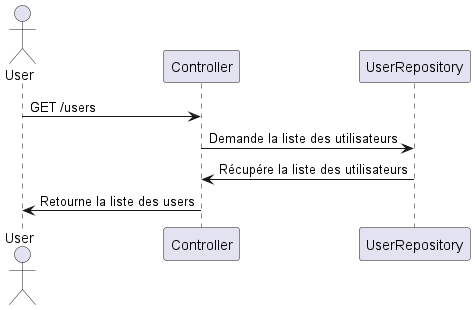 User
Controller
UserRepository
GET /users
Demande la liste des utilisateurs
Récupére la liste des utilisateurs
Retourne la liste des users
User
Controller
UserRepository